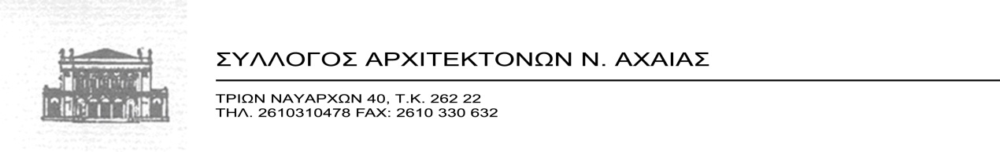 ΣΥΛΛΟΓΟΣ ΑΡΧΙΤΕΚΤΟΝΩΝ Ν. ΑΧΑΙΑΣ
ΤΡΙΩΝ ΝΑΥΑΡΧΩΝ 40, Τ.Κ. 262 22
ΤΗΛ. 2610310478 FAX: 2610 330 632